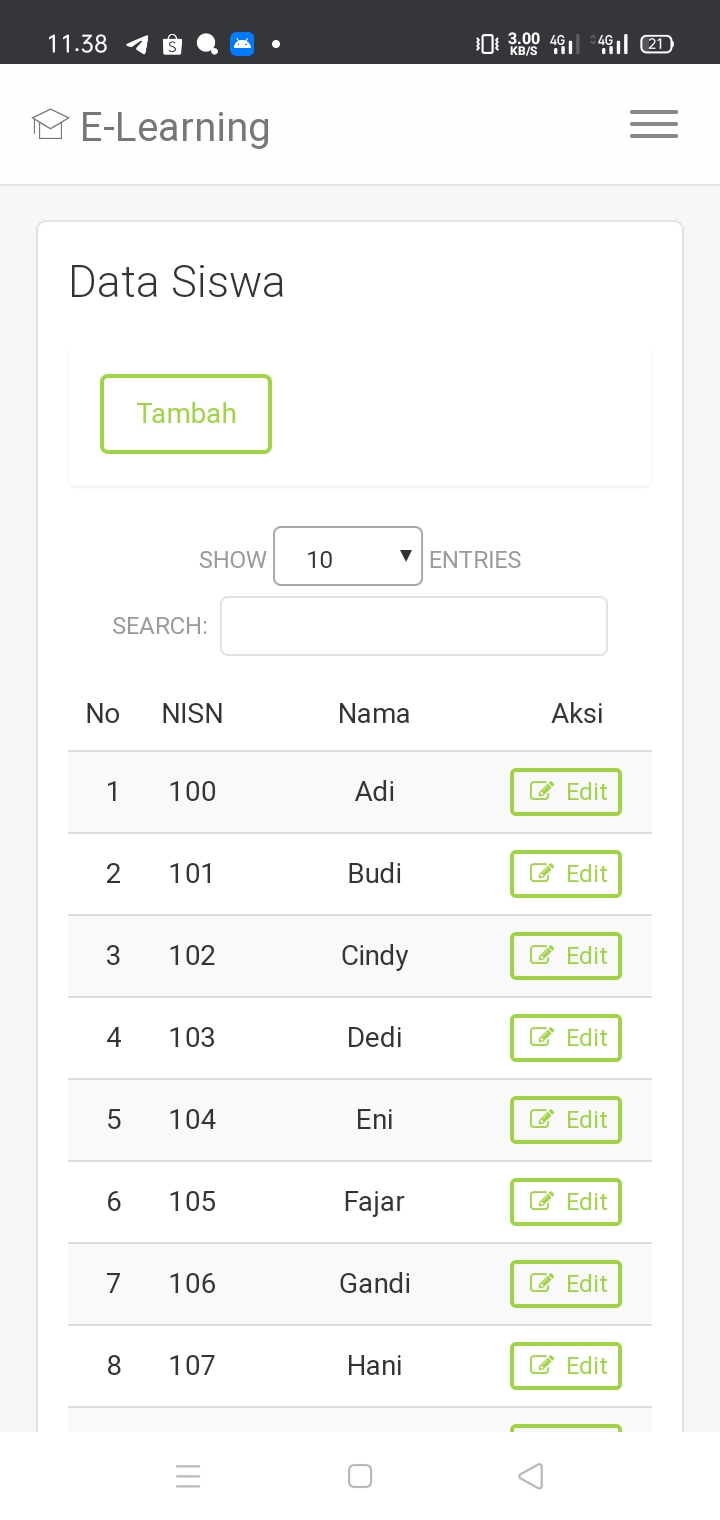 11.38 3.00 KB/S 4G 4G 21
E-Learning
Data Siswa
Tambah
SHOW 10 ENTRIES
SEARCH:
No NISN Nama Aksi
1 100 Adi Edit
2 101 Budi Edit
3 102 Cindy Edit
4 103 Dedi Edit
5 104 Eni Edit
6 105 Fajar Edit
7 106 Gandi Edit
8 107 Hani Edit